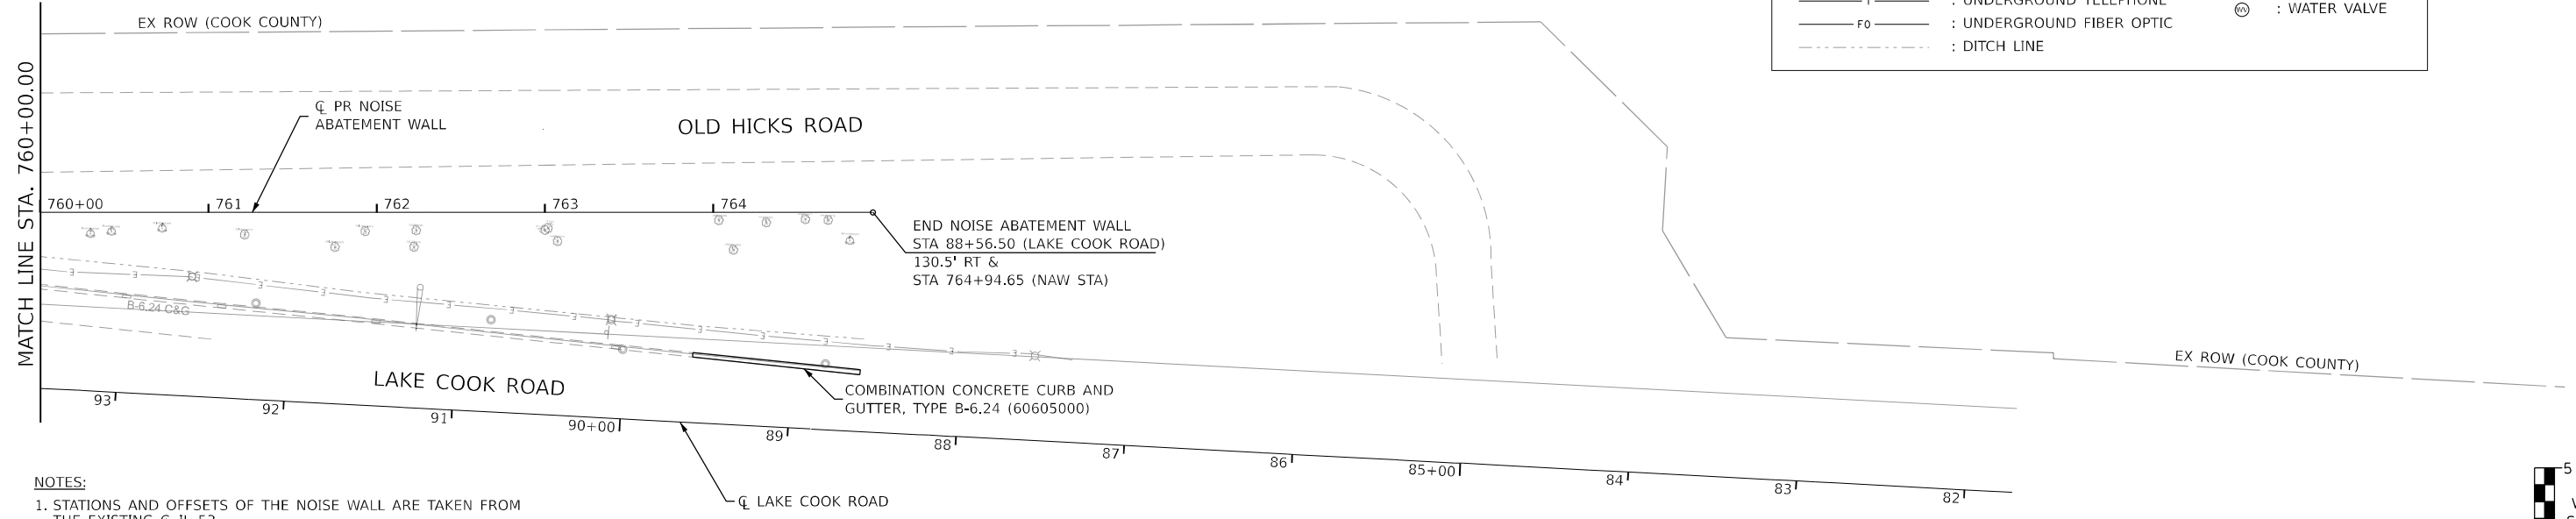 EX ROW (COOK COUNTY)
: UNDERGROUND TELEPHONE
: WATER VALVE
FO : UNDERGROUND FIBER OPTIC
: DITCH LINE
MATCH LINE STA. 760+00.00
℄ PR NOISE
ABATEMENT WALL
OLD HICKS ROAD
760+00 761 762 763 764
END NOISE ABATEMENT WALL
STA 88+56.50 (LAKE COOK ROAD)
130.5' RT &
STA 764+94.65 (NAW STA)
B-6.24 C&G
EX ROW (COOK COUNTY)
LAKE COOK ROAD
COMBINATION CONCRETE CURB AND
GUTTER, TYPE B-6.24 (60605000)
93 92 91 90+00 89 88 87 86 85+00 84 83 82
℄ LAKE COOK ROAD
NOTES:
1. STATIONS AND OFFSETS OF THE NOISE WALL ARE TAKEN FROM
5